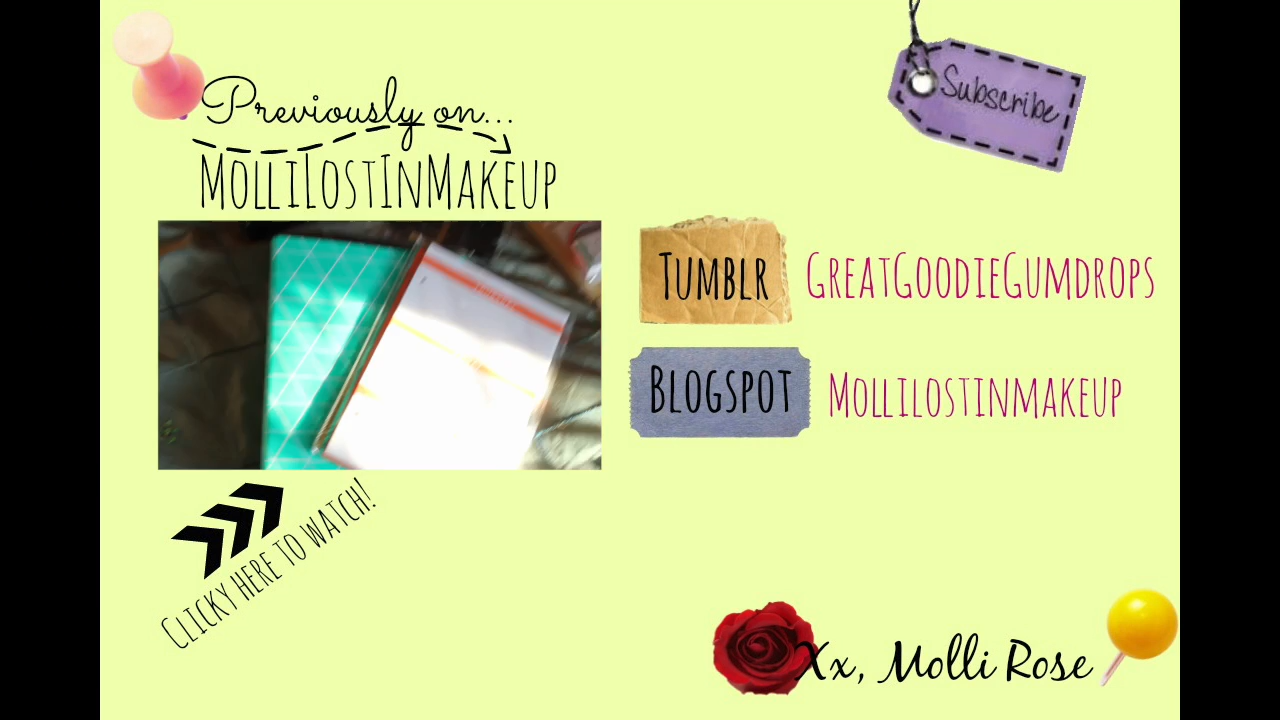 Previously on...
MolliLostInMakeup
Subscribe
Tumblr GreatGoodieGumdrops
Blogspot Mollilostinmakeup
Clicky here to watch!
Xx, Molli Rose